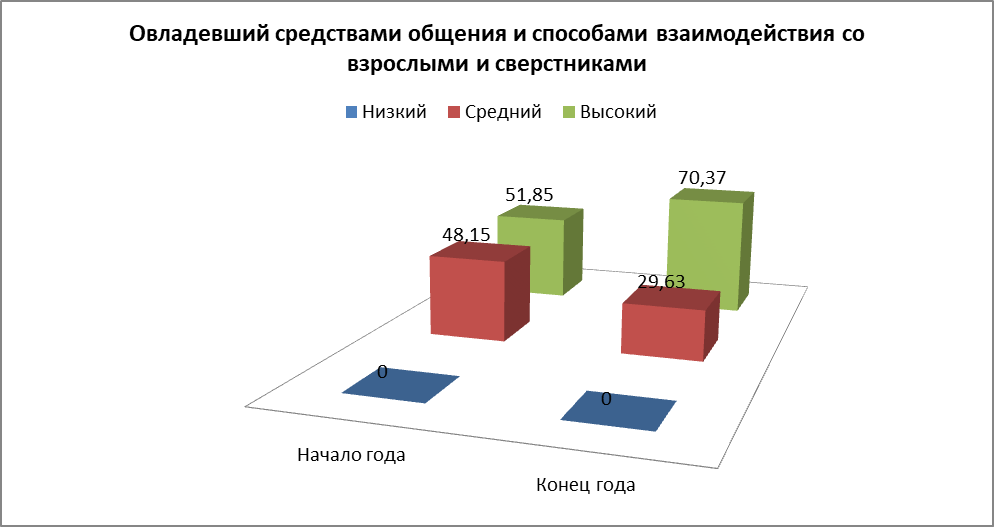 Овладевший средствами общения и способами взаимодействия со
взрослыми и сверстниками
Низкий Средний Высокий
70,37
51,85
48,15
29,63
0
0
Начало года
Конец года